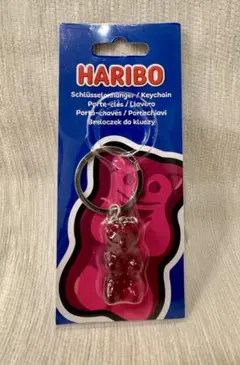 HARIBO
Schlüsselanhänger / Keychain
Porte-clés / Llavero
Porta-chaves / Portachiavi
Breloczek do kluczy